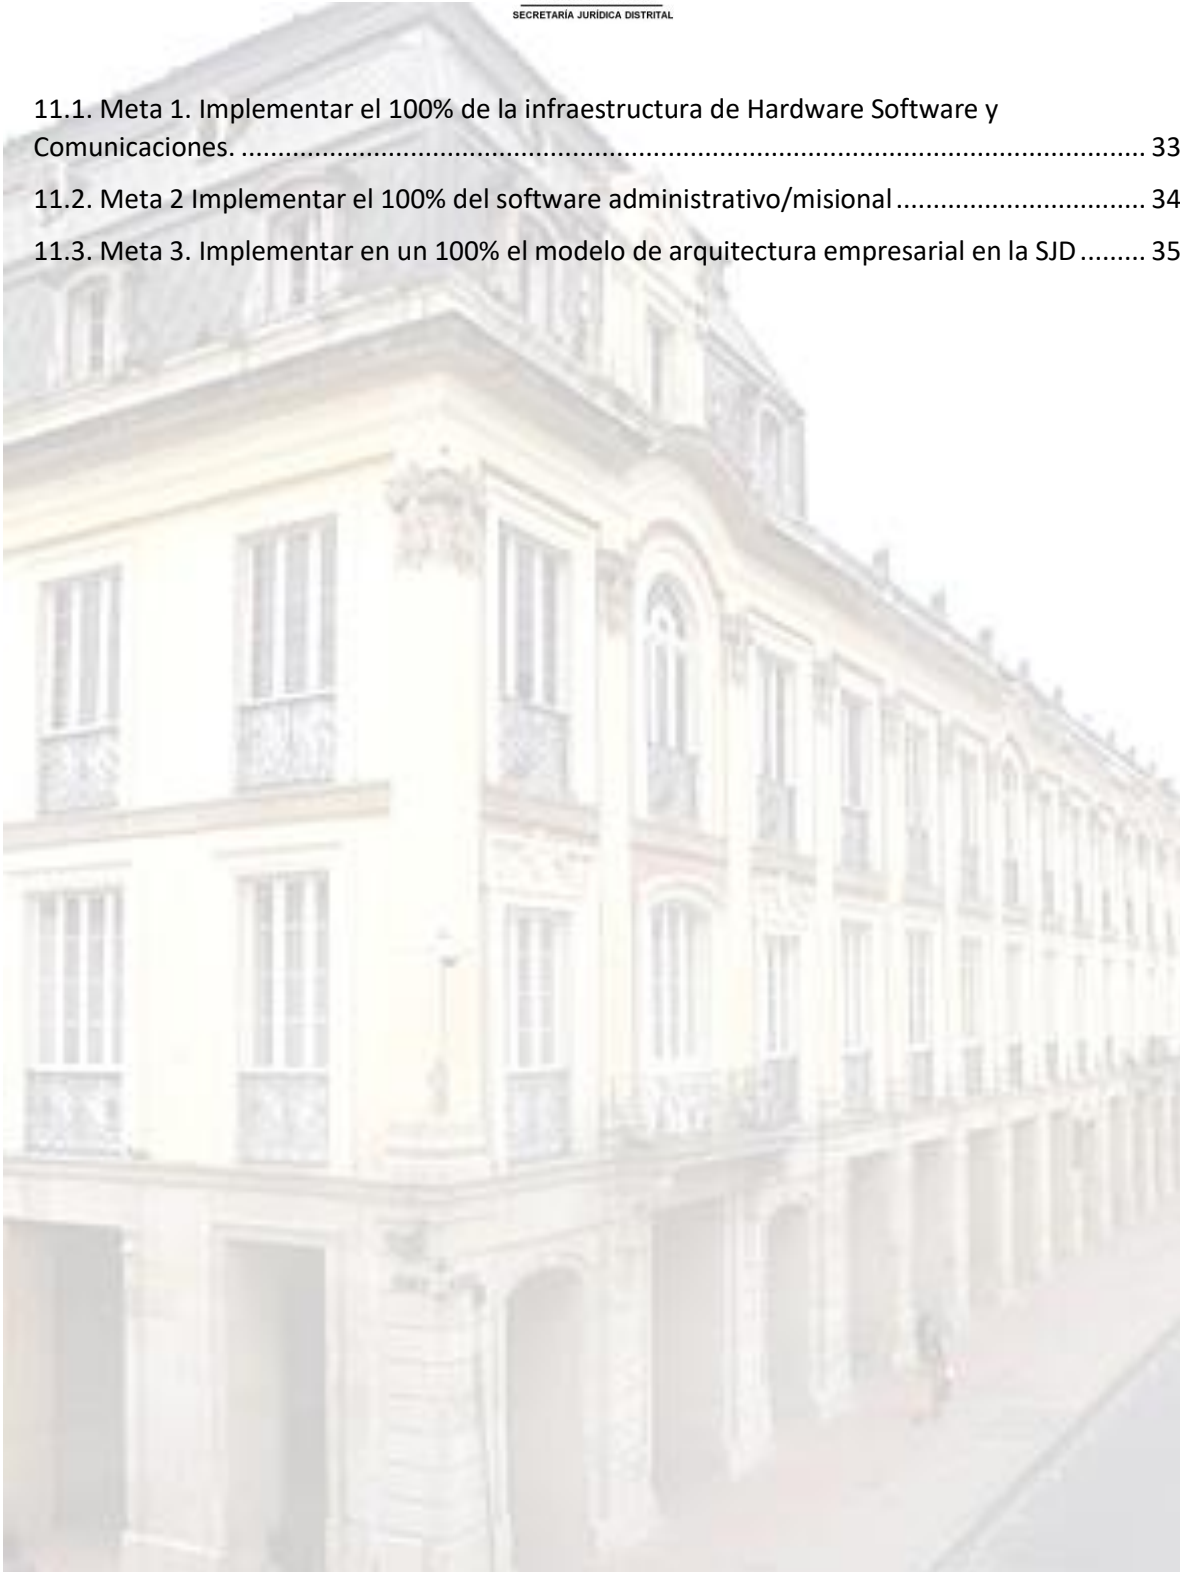 SECRETARÍA JURÍDICA DISTRITAL
11.1. Meta 1. Implementar el 100% de la infraestructura de Hardware Software y
Comunicaciones. ................................................................................................................... 33
11.2. Meta 2 Implementar el 100% del software administrativo/misional ................................ 34
11.3. Meta 3. Implementar en un 100% el modelo de arquitectura empresarial en la SJD ......... 35